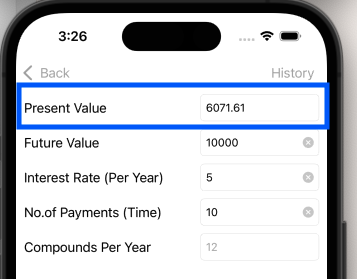 3:26
Back History
Present Value 6071.61
Future Value 10000
Interest Rate (Per Year) 5
No.of Payments (Time) 10
Compounds Per Year 12